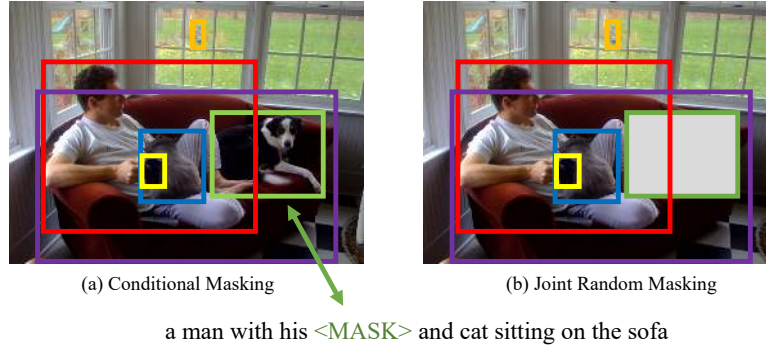 (a) Conditional Masking
(b) Joint Random Masking
a man with his <MASK> and cat sitting on the sofa